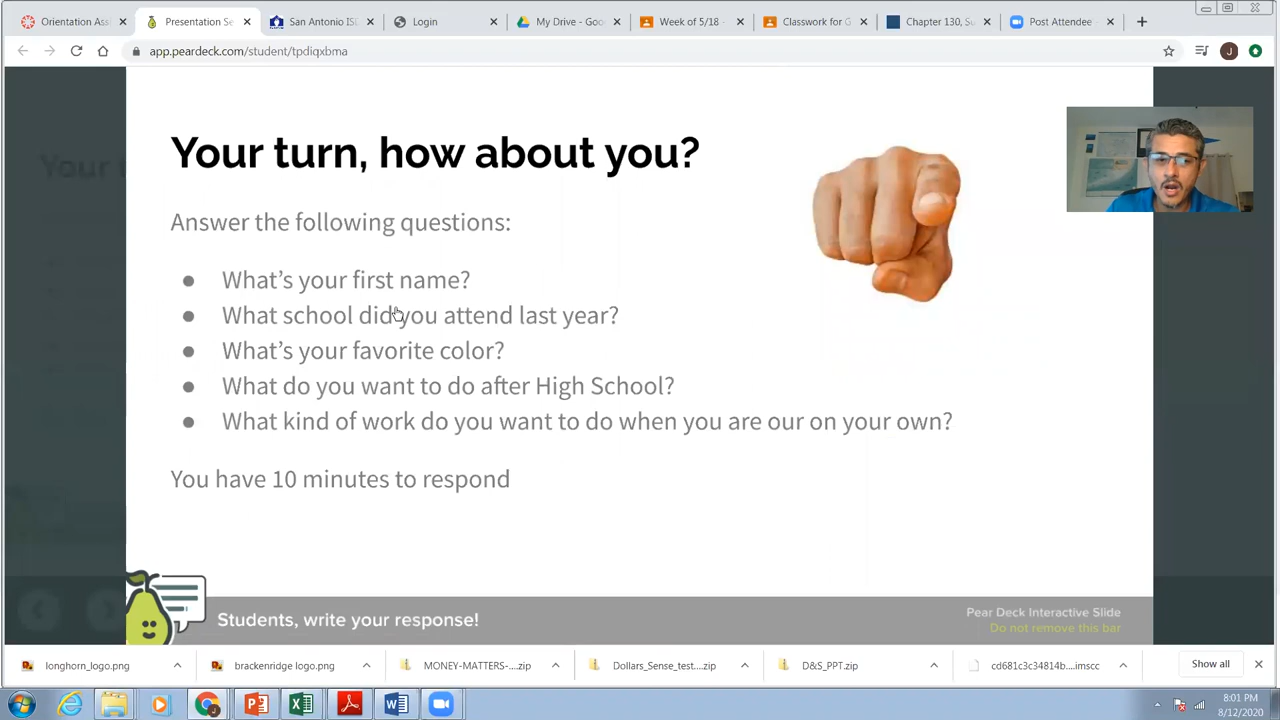 Orientation Ass
Presentation Se
San Antonio ISI
Login
My Drive - Goo
Week of 5/18
Classwork for
Chapter 130, S
Post Attendee -
app.peardeck.com/student/tpdiqxbma
J
Your turn, how about you?
Answer the following questions:
● What's your first name?
● What school did you attend last year?
● What's your favorite color?
● What do you want to do after High School?
● What kind of work do you want to do when you are our on your own?
You have 10 minutes to respond
Students, write your response!
Pear Deck Interactive Slide
Do not remove this bar
longhorn_logo.png
brackenridge logo.png
MONEY-MATTERS-....zip
Dollars_Sense_test....zip
D&S_PPT.zip
cd681c3c34814b....imscc
Show all
8:01 PM
8/12/2020